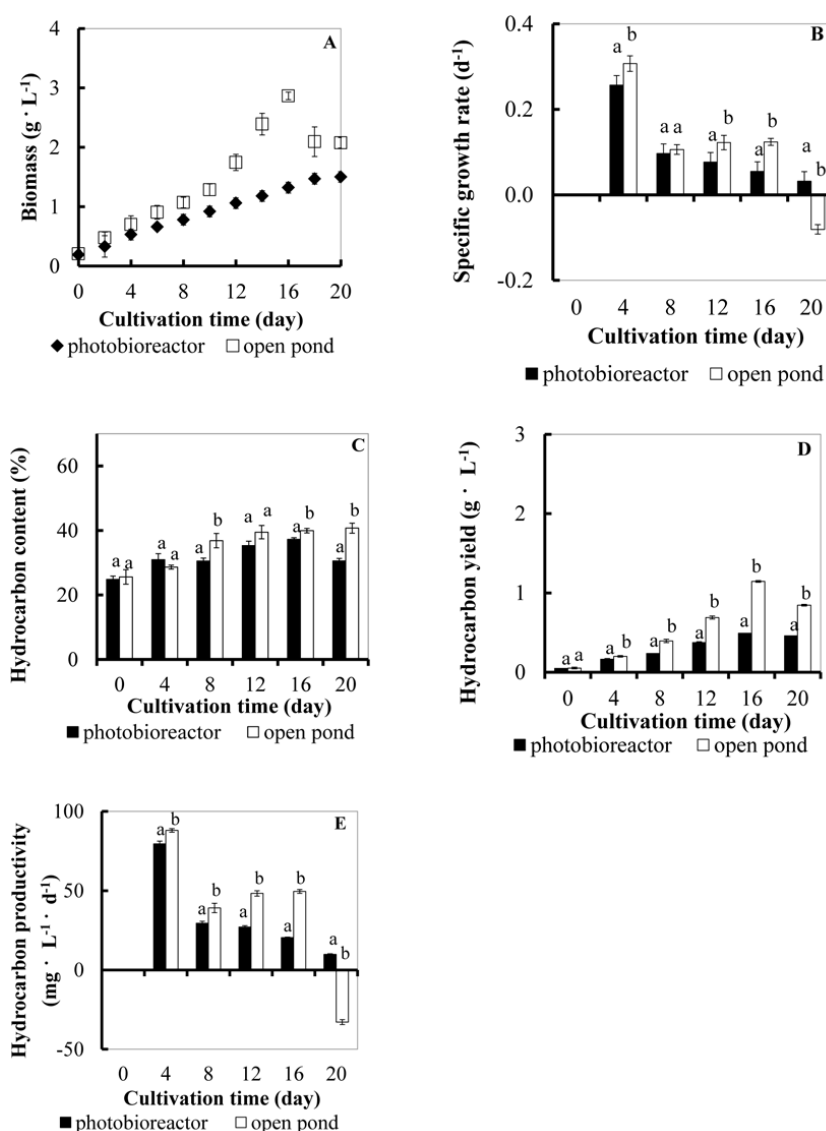 A
Biomass (g · L-1)
4
3
2
1
0
0 4 8 12 16 20
Cultivation time (day)
photobioreactor open pond
B
Specific growth rate (d-1)
0.4
0.2
0.0
-0.2
a b
a a
a b
a b
a b
0 4 8 12 16 20
Cultivation time (day)
photobioreactor open pond
C
Hydrocarbon content (%)
60
40
20
0
a a
a a
a b
a a
a b
a b
0 4 8 12 16 20
Cultivation time (day)
photobioreactor open pond
D
Hydrocarbon yield (g · L-1)
3
2
1
0
a a
a b
a b
a b
a b
a b
0 4 8 12 16 20
Cultivation time (day)
photobioreactor open pond
E
Hydrocarbon productivity
(mg · L-1 · d-1)
100
50
0
-50
a b
a b
a b
a b
a b
0 4 8 12 16 20
Cultivation time (day)
photobioreactor open pond